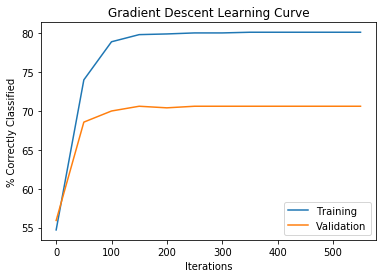 Gradient Descent Learning Curve
% Correctly Classified
80
75
70
65
60
55
0 100 200 300 400 500
Iterations
Training
Validation